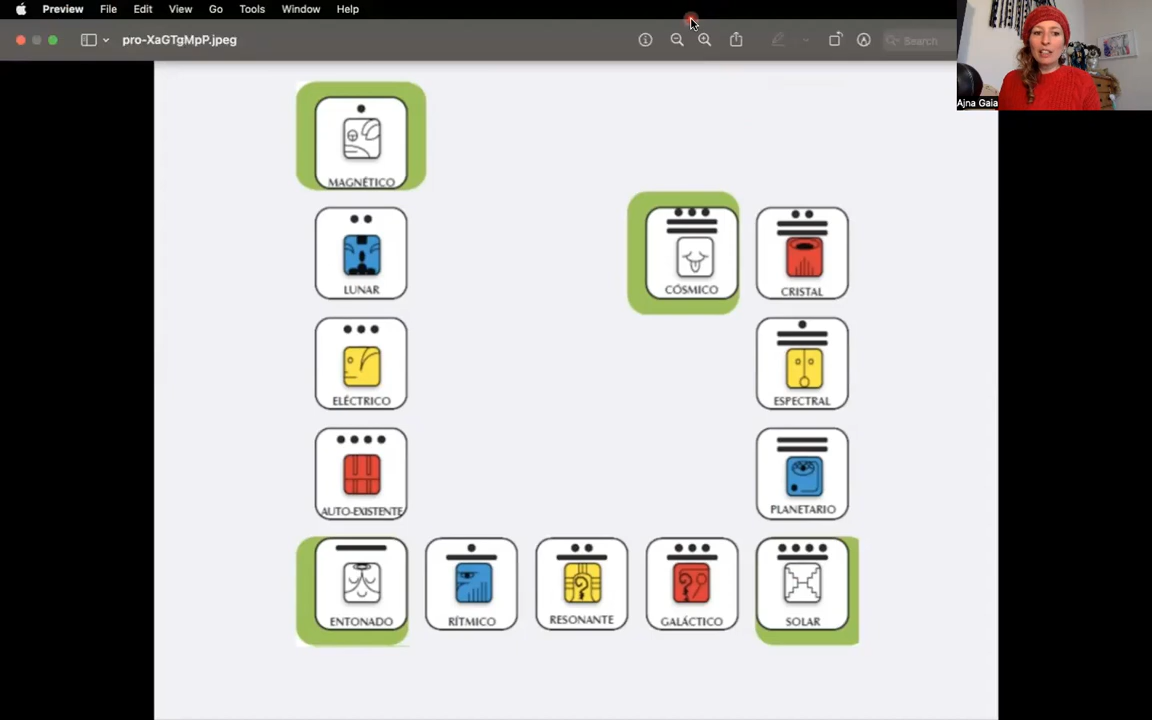 Preview File Edit View Go Tools Window Help
pro-XaGTgMpP.jpeg
Search
Ajna Gaia
MAGNÉTICO
LUNAR
CÓSMICO
CRISTAL
ELÉCTRICO
ESPECTRAL
AUTO-EXISTENTE
PLANETARIO
ENTONADO
RÍTMICO
RESONANTE
GALÁCTICO
SOLAR